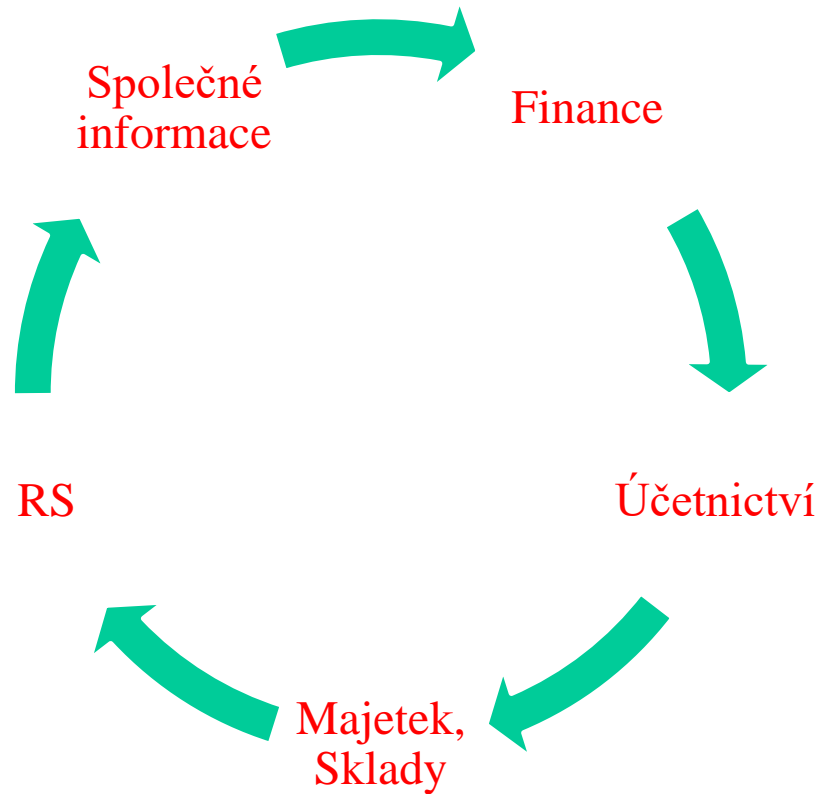 Společné
informace
Finance
RS
Účetnictví
Majetek,
Sklady